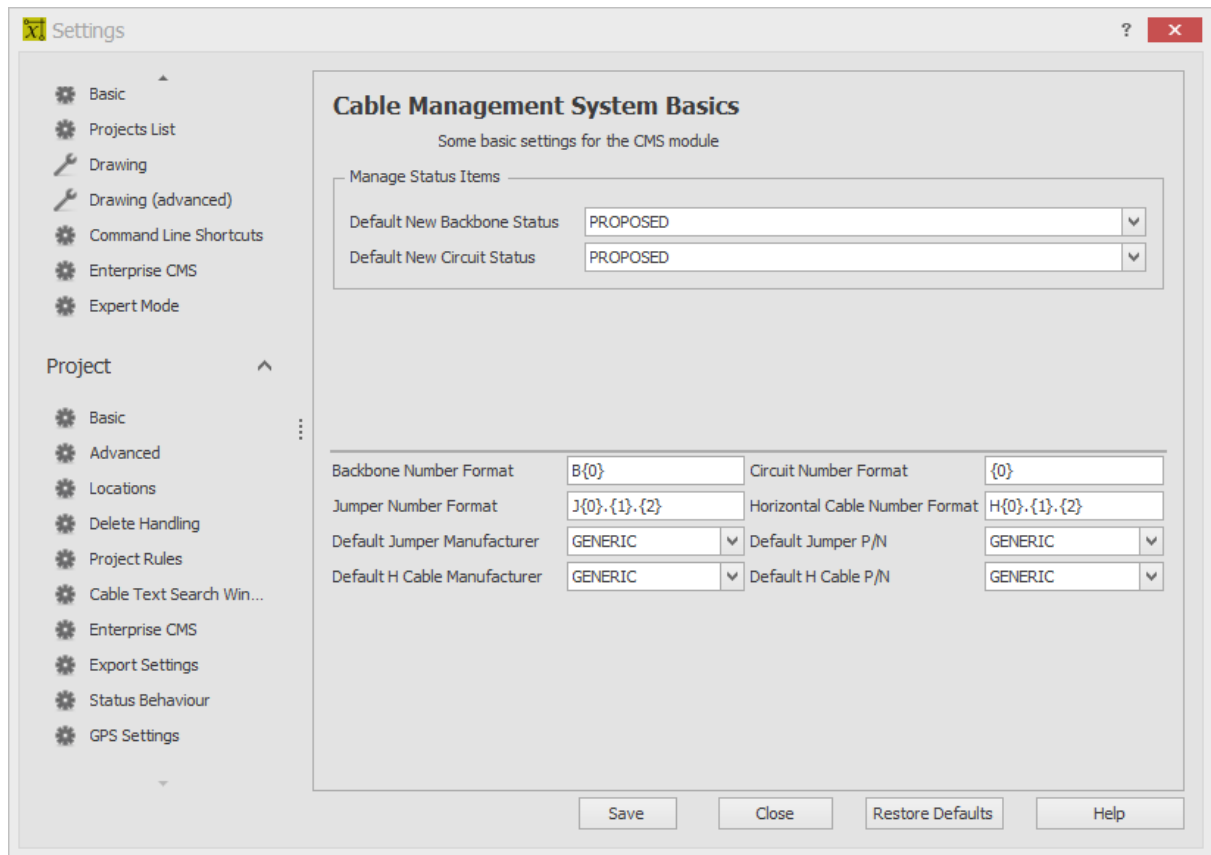 Settings
?
Basic
Projects List
Drawing
Drawing (advanced)
Command Line Shortcuts
Enterprise CMS
Expert Mode
Project
Basic
Advanced
Locations
Delete Handling
Project Rules
Cable Text Search Win...
Enterprise CMS
Export Settings
Status Behaviour
GPS Settings
Cable Management System Basics
Some basic settings for the CMS module
Manage Status Items
Default New Backbone Status PROPOSED
Default New Circuit Status PROPOSED
Backbone Number Format B{0} Circuit Number Format {0}
Jumper Number Format J{0}.{1}.{2} Horizontal Cable Number Format H{0}.{1}.{2}
Default Jumper Manufacturer GENERIC Default Jumper P/N GENERIC
Default H Cable Manufacturer GENERIC Default H Cable P/N GENERIC
Save Close Restore Defaults Help